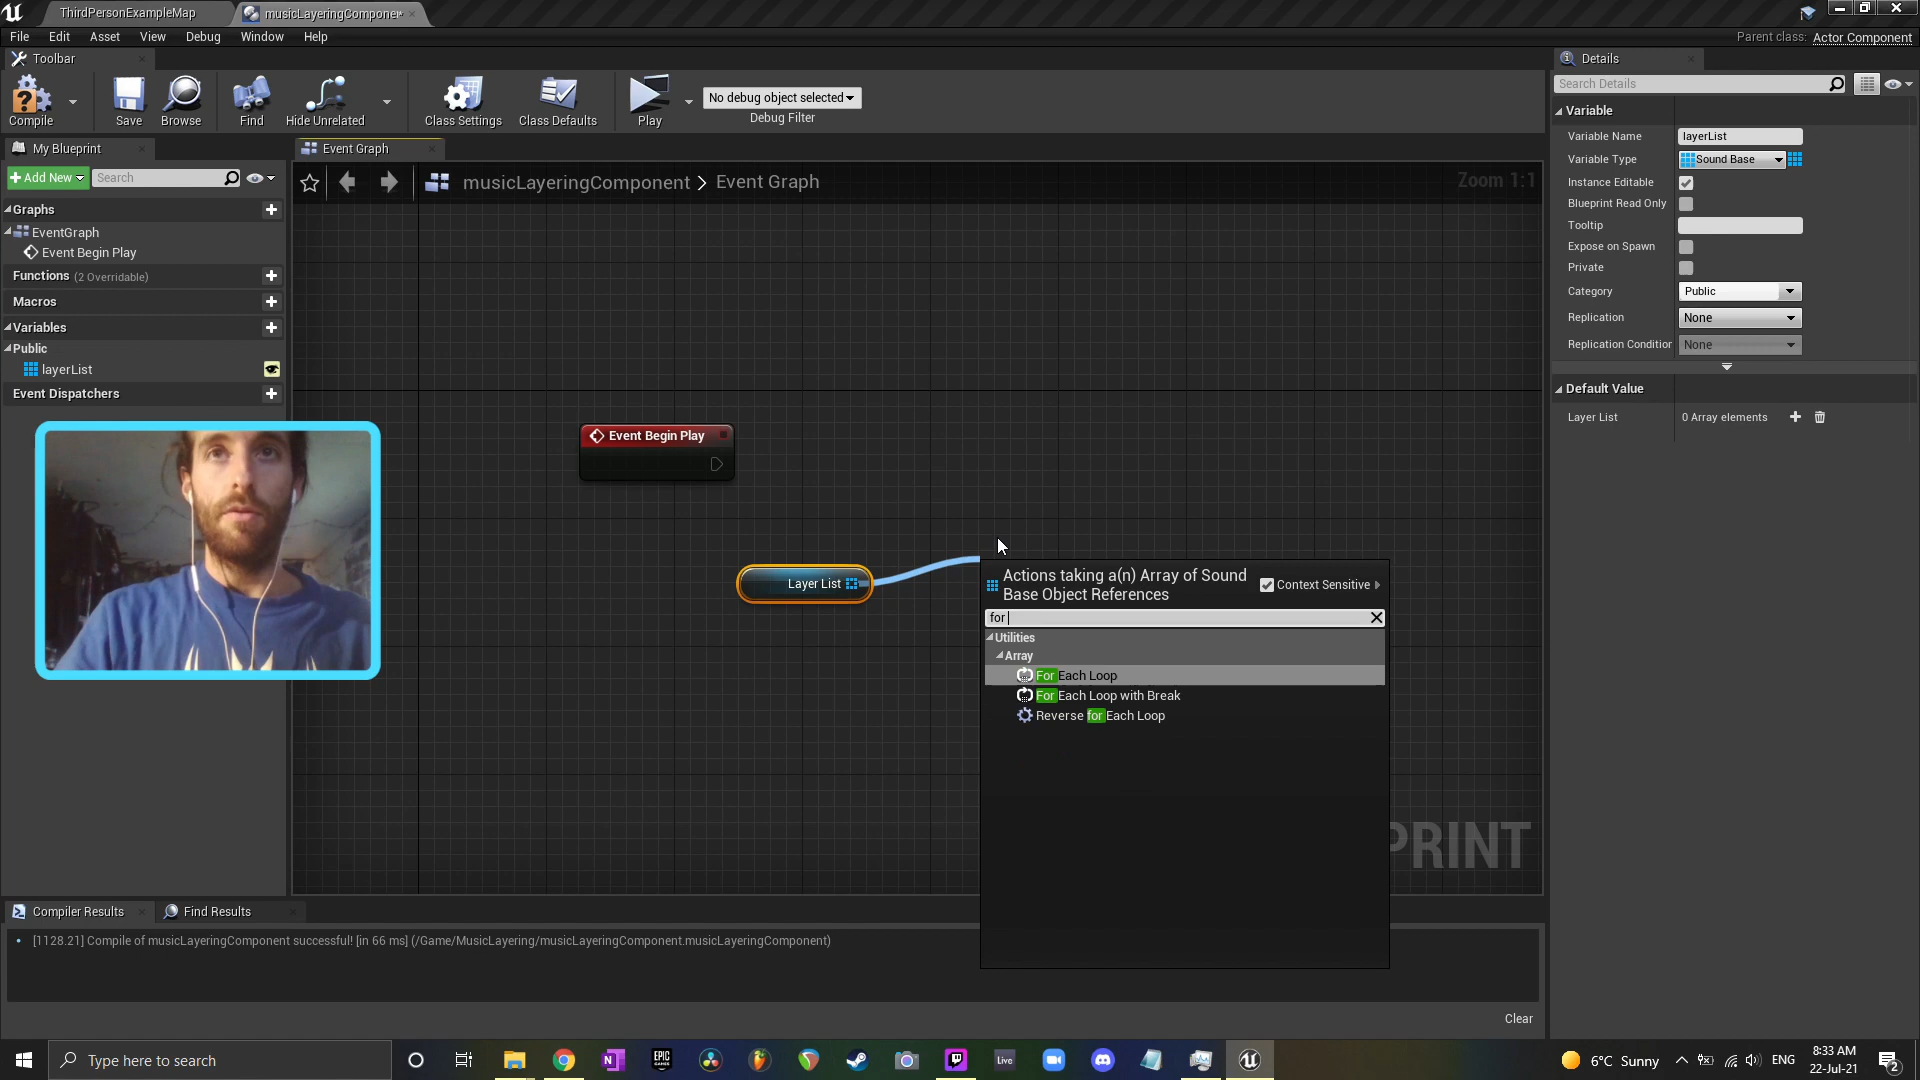 ThirdPersonExampleMap
musicLayeringComponen*
File Edit Asset View Debug Window Help
Parent class: Actor Component
Toolbar
Compile
Save
Browse
Find
Hide Unrelated
Class Settings
Class Defaults
Play
No debug object selected
Debug Filter
My Blueprint
Add New
Search
Graphs
EventGraph
Event Begin Play
Functions (2 Overridable)
Macros
Variables
Public
layerList
Event Dispatchers
Event Graph
musicLayeringComponent > Event Graph
Zoom 1:1
Event Begin Play
Layer List
Actions taking a(n) Array of Sound
Base Object References
Context Sensitive
for
Utilities
Array
For Each Loop
For Each Loop with Break
Reverse for Each Loop
PRINT
Details
Search Details
Variable
Variable Name layerList
Variable Type Sound Base
Instance Editable
Blueprint Read Only
Tooltip
Expose on Spawn
Private
Category Public
Replication None
Replication Condition None
Default Value
Layer List 0 Array elements
Compiler Results
Find Results
[1128.21] Compile of musicLayeringComponent successful! [in 66 ms] (/Game/MusicLayering/musicLayeringComponent.musicLayeringComponent)
Clear
Type here to search
N
EPIC GAMES
Live
6°C Sunny
ENG
8:33 AM
22-Jul-21
2